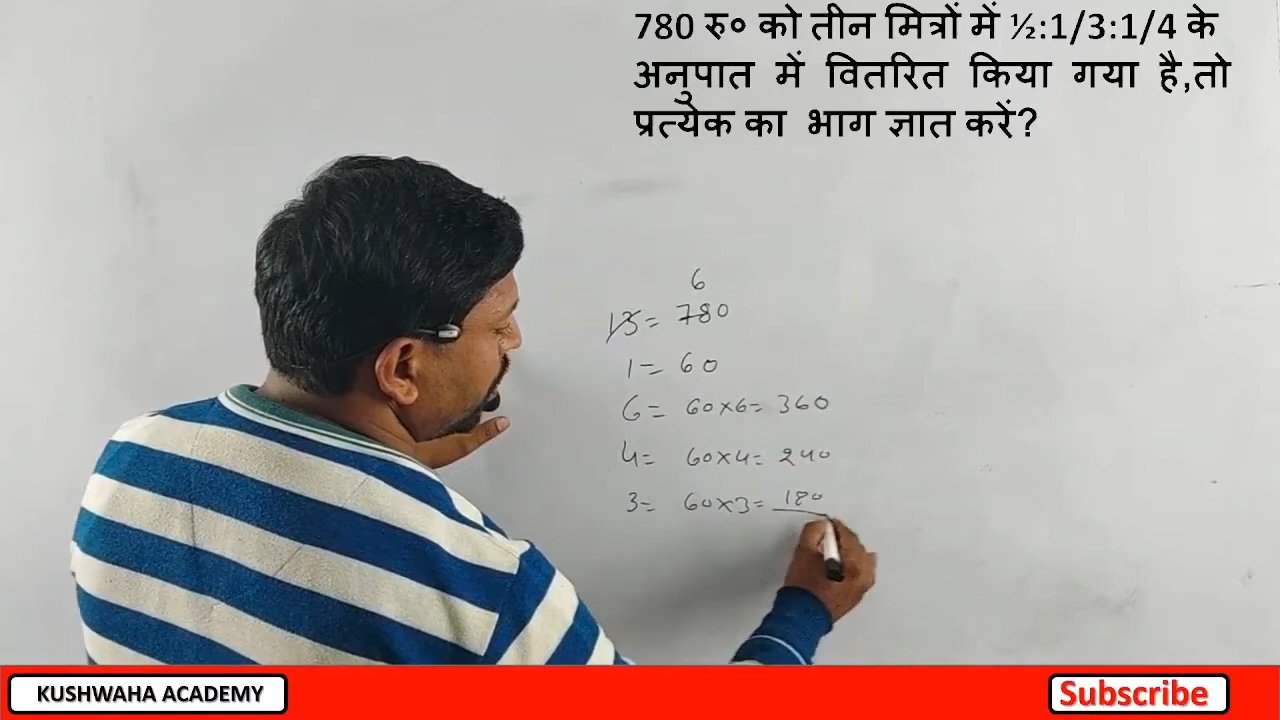 780 रु० को तीन मित्रों में ½:1/3:1/4 के
अनुपात में वितरित किया गया है,तो
प्रत्येक का भाग ज्ञात करें?
6
13= 780
1= 60
6= 60×6= 360
4= 60×4= 240
3= 60×3= 180
KUSHWAHA ACADEMY
Subscribe